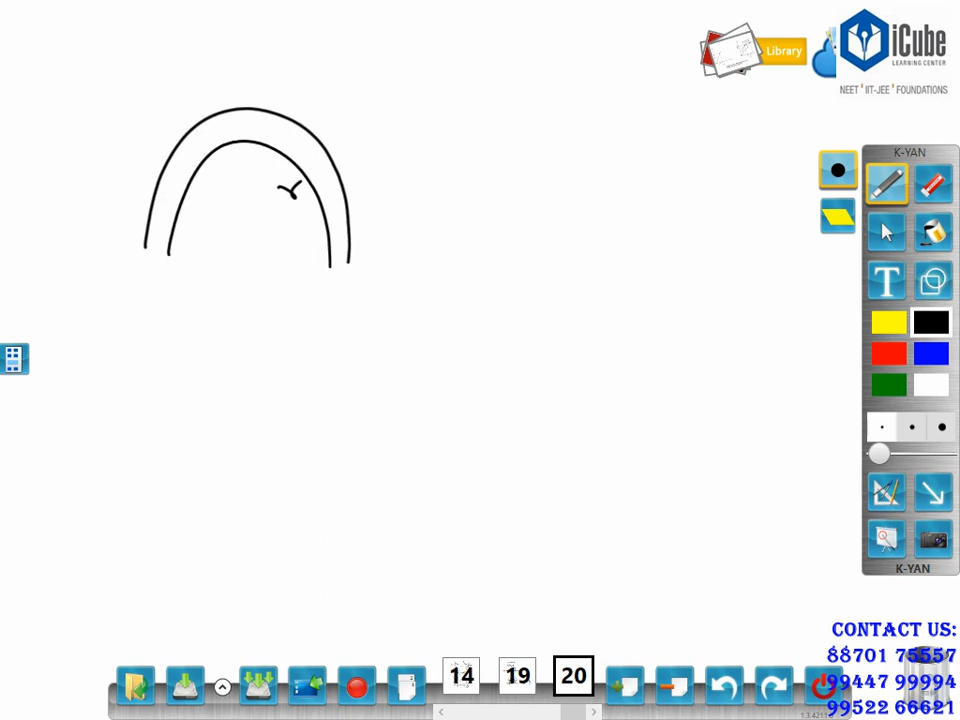 Library
iCube
LEARNING CENTER
NEET ' IIT-JEE ' FOUNDATIONS
K-YAN
T
K-YAN
CONTACT US:
88701 75557
99447 99994
99522 66621
14
19
20